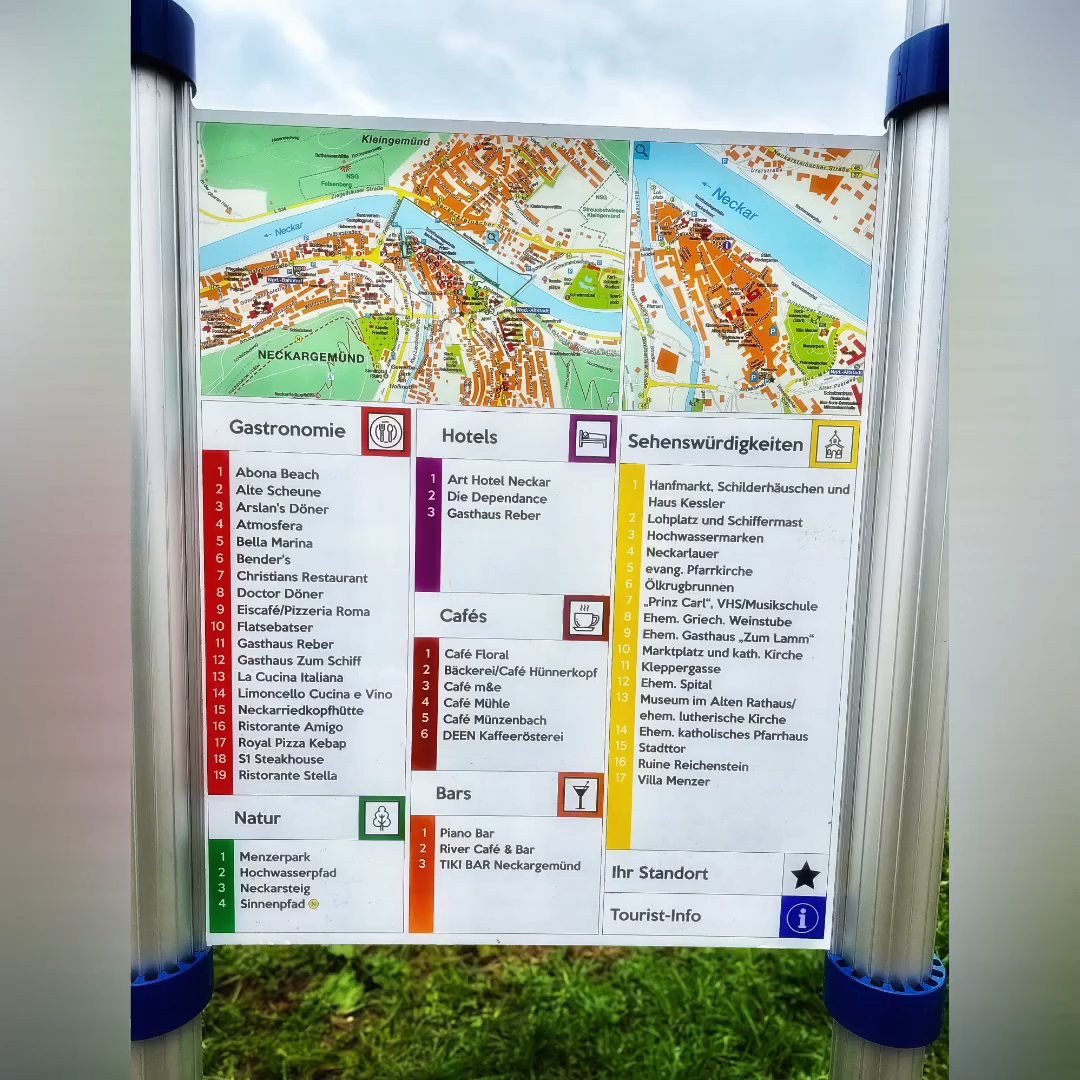 Kleingemünd
NSG
Felsenberg
Ziegelhäuser Straße
NSG
Streuobstwiesen
Kleingemünd
← Neckar
NECKARGEMÜND
← Neckar
Neckarsteinacher Straße
Gastronomie
1 Abona Beach
2 Alte Scheune
3 Arslan's Döner
4 Atmosfera
5 Bella Marina
6 Bender's
7 Christians Restaurant
8 Doctor Döner
9 Eiscafé/Pizzeria Roma
10 Flatsebatser
11 Gasthaus Reber
12 Gasthaus Zum Schiff
13 La Cucina Italiana
14 Limoncello Cucina e Vino
15 Neckarriedkopfhütte
16 Ristorante Amigo
17 Royal Pizza Kebap
18 S1 Steakhouse
19 Ristorante Stella
Natur
1 Menzerpark
2 Hochwasserpfad
3 Neckarsteig
4 Sinnenpfad
Hotels
1 Art Hotel Neckar
2 Die Dependance
3 Gasthaus Reber
Cafés
1 Café Floral
2 Bäckerei/Café Hünnerkopf
3 Café m&e
4 Café Mühle
5 Café Münzenbach
6 DEEN Kaffeerösterei
Bars
1 Piano Bar
2 River Café & Bar
3 TIKI BAR Neckargemünd
Sehenswürdigkeiten
1 Hanfmarkt, Schilderhäuschen und
Haus Kessler
2 Lohplatz und Schiffermast
3 Hochwassermarken
4 Neckarlauer
5 evang. Pfarrkirche
6 Ölkrugbrunnen
7 „Prinz Carl“, VHS/Musikschule
8 Ehem. Griech. Weinstube
9 Ehem. Gasthaus „Zum Lamm“
10 Marktplatz und kath. Kirche
11 Kleppergasse
12 Ehem. Spital
13 Museum im Alten Rathaus/
ehem. lutherische Kirche
14 Ehem. katholisches Pfarrhaus
15 Stadttor
16 Ruine Reichenstein
17 Villa Menzer
Ihr Standort
Tourist-Info
i